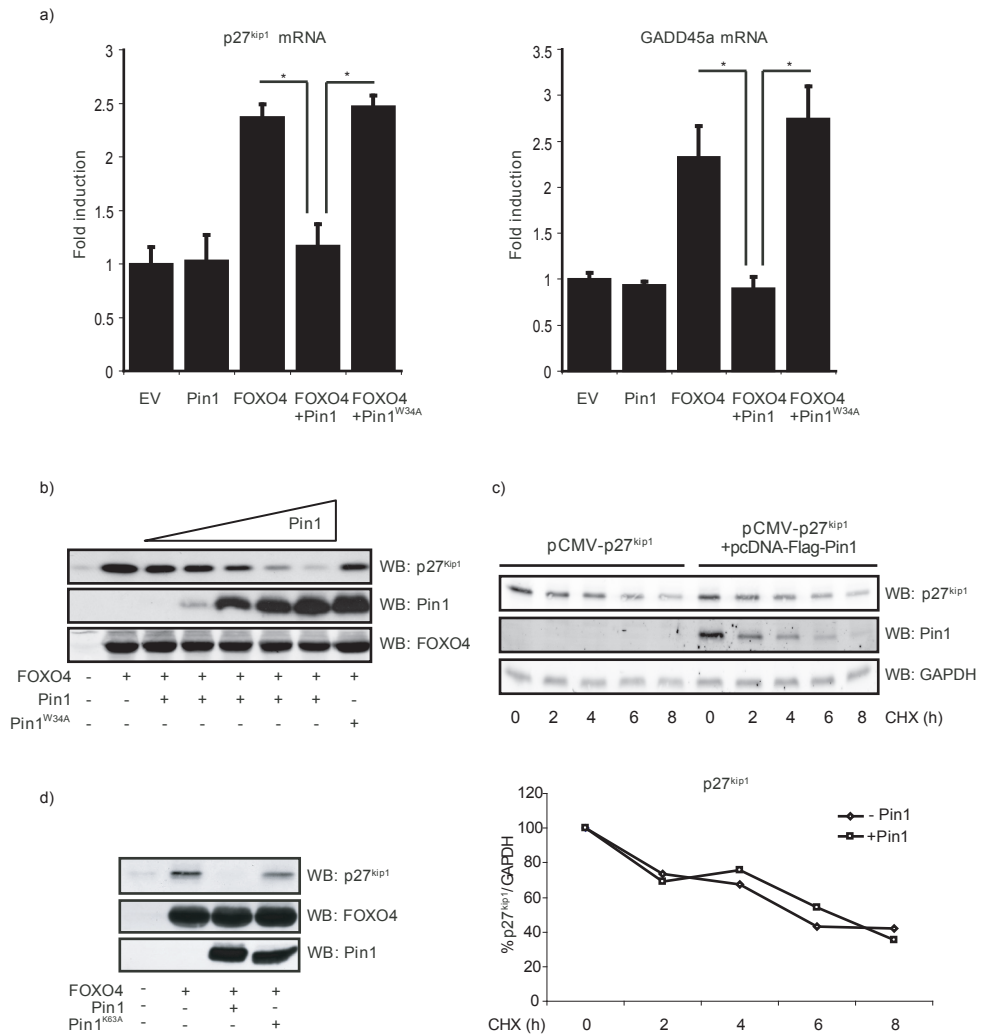 a)
p27kip1 mRNA
3
2.5
2
1.5
1
0.5
0
Fold induction
*
*
EV Pin1 FOXO4 FOXO4 FOXO4
+Pin1 +Pin1W34A
GADD45a mRNA
3.5
3
2.5
2
1.5
1
0.5
0
Fold induction
*
*
EV Pin1 FOXO4 FOXO4 FOXO4
+Pin1 +Pin1W34A
b)
Pin1
WB: p27Kip1
WB: Pin1
WB: FOXO4
FOXO4 - + + + + + + +
Pin1 - - + + + + + -
Pin1W34A - - - - - - - +
c)
pCMV-p27kip1
pCMV-p27kip1
+pcDNA-Flag-Pin1
WB: p27kip1
WB: Pin1
WB: GAPDH
0 2 4 6 8 0 2 4 6 8 CHX (h)
p27kip1
120
100
80
60
40
20
0
%p27kip1/GAPDH
- Pin1
+Pin1
CHX (h) 0 2 4 6 8
d)
WB: p27kip1
WB: FOXO4
WB: Pin1
FOXO4 - + + +
Pin1 - - + -
Pin1K63A - - - +